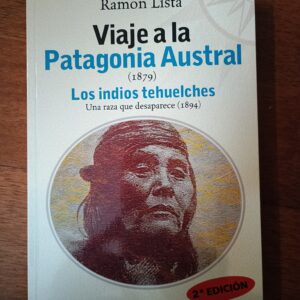 Ramón Lista
Viaje a la
Patagonia Austral
(1879)
Los indios tehuelches
Una raza que desaparece (1894)
2ª EDICIÓN